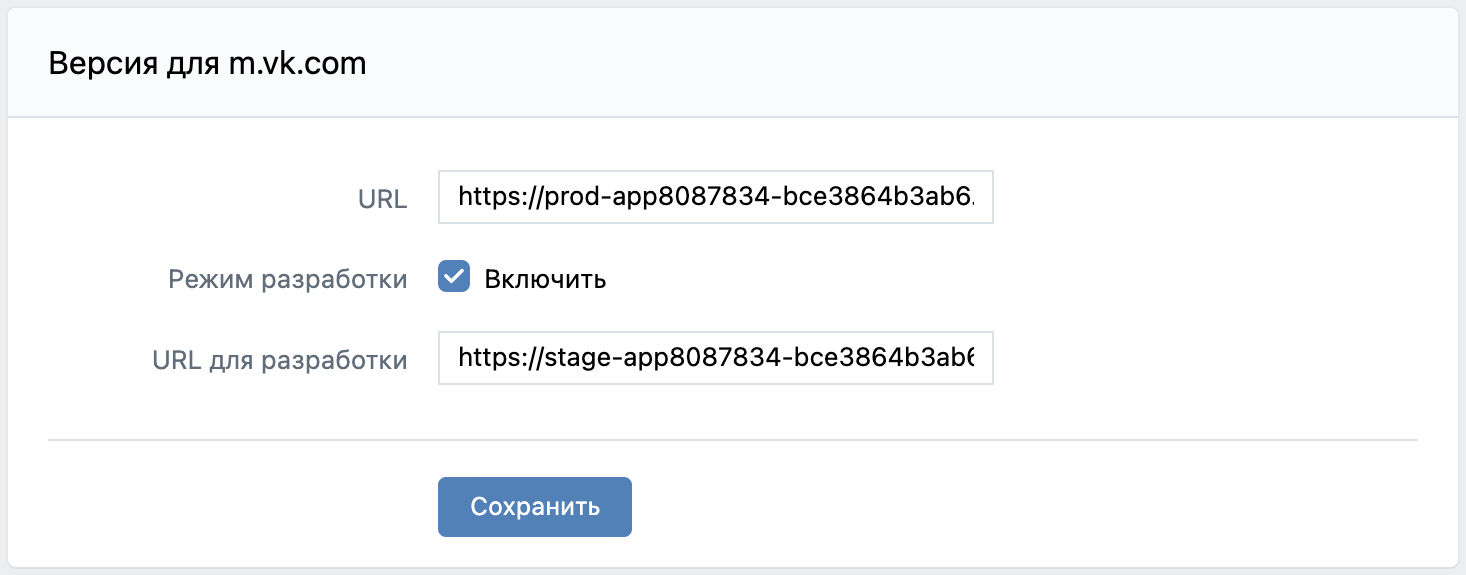 Версия для m.vk.com
URL https://prod-app8087834-bce3864b3ab6.
Режим разработки Включить
URL для разработки https://stage-app8087834-bce3864b3ab6
Сохранить